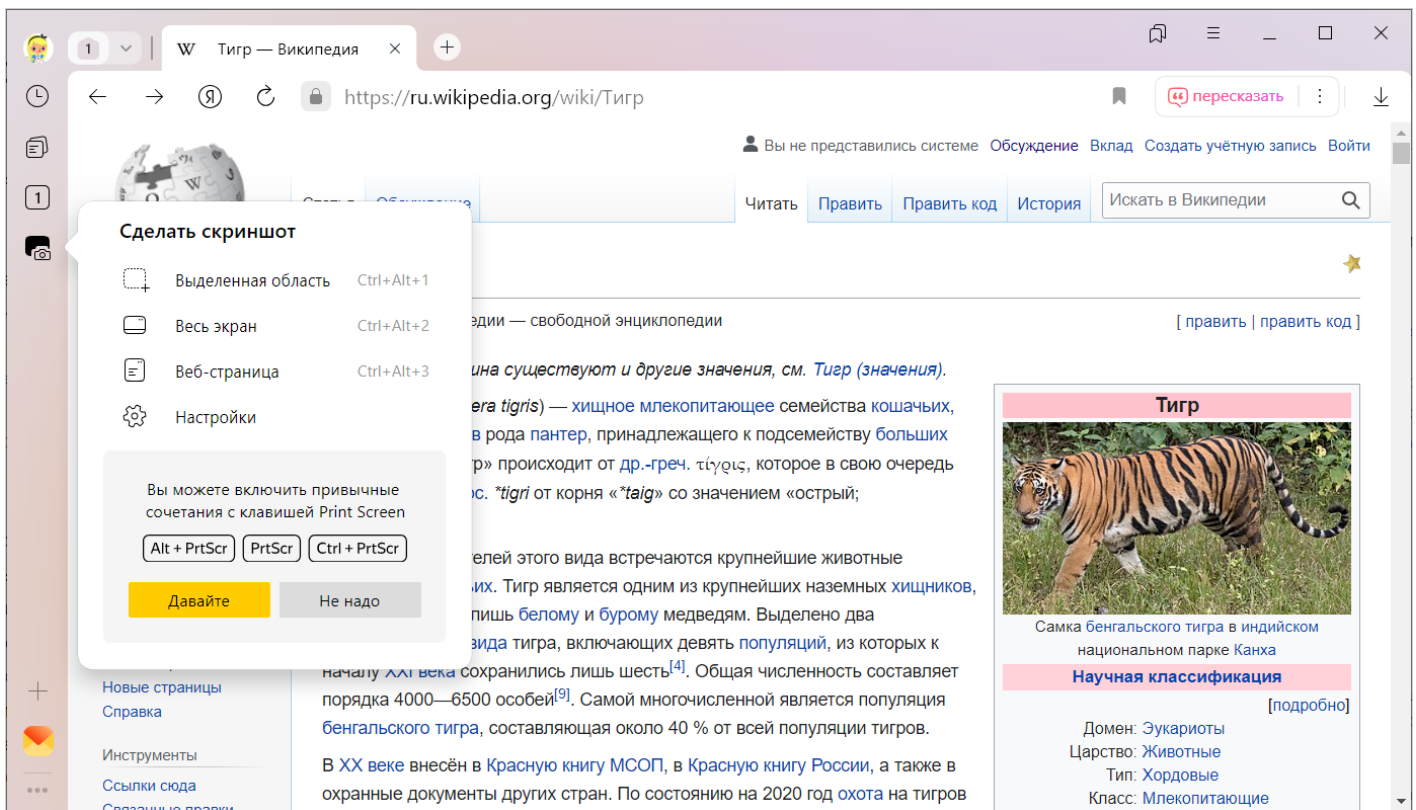 1
W Тигр — Википедия
https://ru.wikipedia.org/wiki/Тигр
пересказать
1
Вы не представились системе Обсуждение Вклад Создать учётную запись Войти
Читать Править Править код История Искать в Википедии
Сделать скриншот
Выделенная область Ctrl+Alt+1
Весь экран Ctrl+Alt+2
Веб-страница Ctrl+Alt+3
Настройки
Вы можете включить привычные
сочетания с клавишей Print Screen
Alt + PrtScr PrtScr Ctrl + PrtScr
Давайте Не надо
— свободной энциклопедии
[ править | править код ]
существуют и другие значения, см. Тигр (значения).
tigris) — хищное млекопитающее семейства кошачьих,
рода пантер, принадлежащего к подсемейству больших
происходит от др.-греч. τίγρις, которое в свою очередь
*tigri от корня «*taig» со значением «острый;
этого вида встречаются крупнейшие животные
Тигр является одним из крупнейших наземных хищников,
белому и бурому медведям. Выделено два
тигра, включающих девять популяций, из которых к
началу XXI века сохранились лишь шесть[4]. Общая численность составляет
порядка 4000—6500 особей[9]. Самой многочисленной является популяция
бенгальского тигра, составляющая около 40 % от всей популяции тигров.
В XX веке внесён в Красную книгу МСОП, в Красную книгу России, а также в
охранные документы других стран. По состоянию на 2020 год охота на тигров
Тигр
Самка бенгальского тигра в индийском
национальном парке Канха
Научная классификация
[подробно]
Домен: Эукариоты
Царство: Животные
Тип: Хордовые
Класс: Млекопитающие
Новые страницы
Справка
Инструменты
Ссылки сюда
Связанные правки